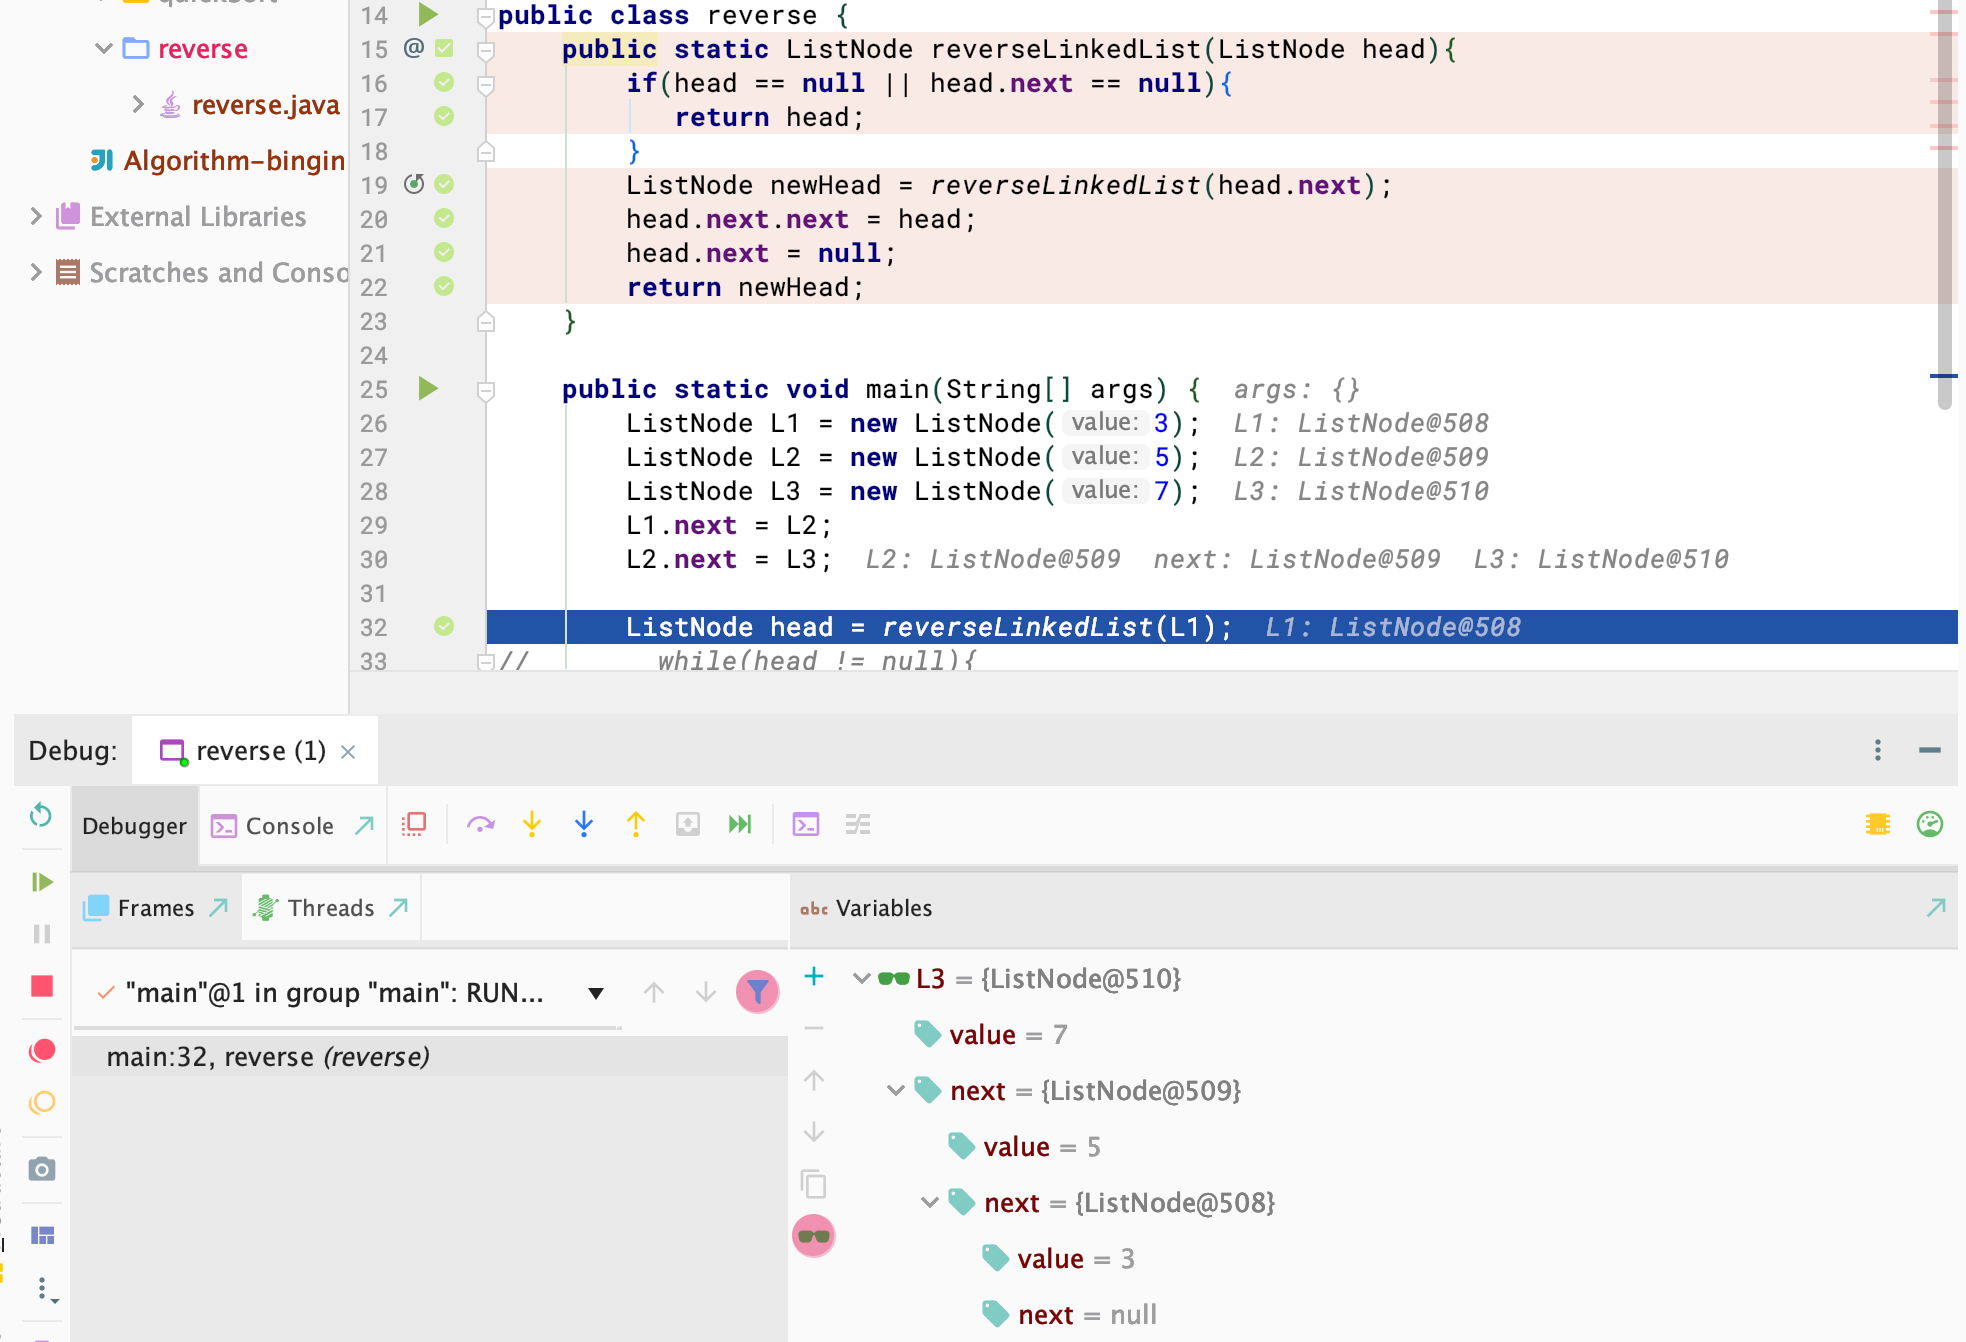 quickSort
reverse
reverse.java
Algorithm-bingin
External Libraries
Scratches and Conso
14 public class reverse {
15 @ public static ListNode reverseLinkedList(ListNode head){
16 if(head == null || head.next == null){
17 return head;
18 }
19 ListNode newHead = reverseLinkedList(head.next);
20 head.next.next = head;
21 head.next = null;
22 return newHead;
23 }
24
25 public static void main(String[] args) { args: {}
26 ListNode L1 = new ListNode( value: 3); L1: ListNode@508
27 ListNode L2 = new ListNode( value: 5); L2: ListNode@509
28 ListNode L3 = new ListNode( value: 7); L3: ListNode@510
29 L1.next = L2;
30 L2.next = L3; L2: ListNode@509 next: ListNode@509 L3: ListNode@510
31
32 ListNode head = reverseLinkedList(L1); L1: ListNode@508
33 // while(head != null){
Debug: reverse (1)
Debugger Console
Frames Threads
abc Variables
"main"@1 in group "main": RUN...
main:32, reverse (reverse)
L3 = {ListNode@510}
value = 7
next = {ListNode@509}
value = 5
next = {ListNode@508}
value = 3
next = null